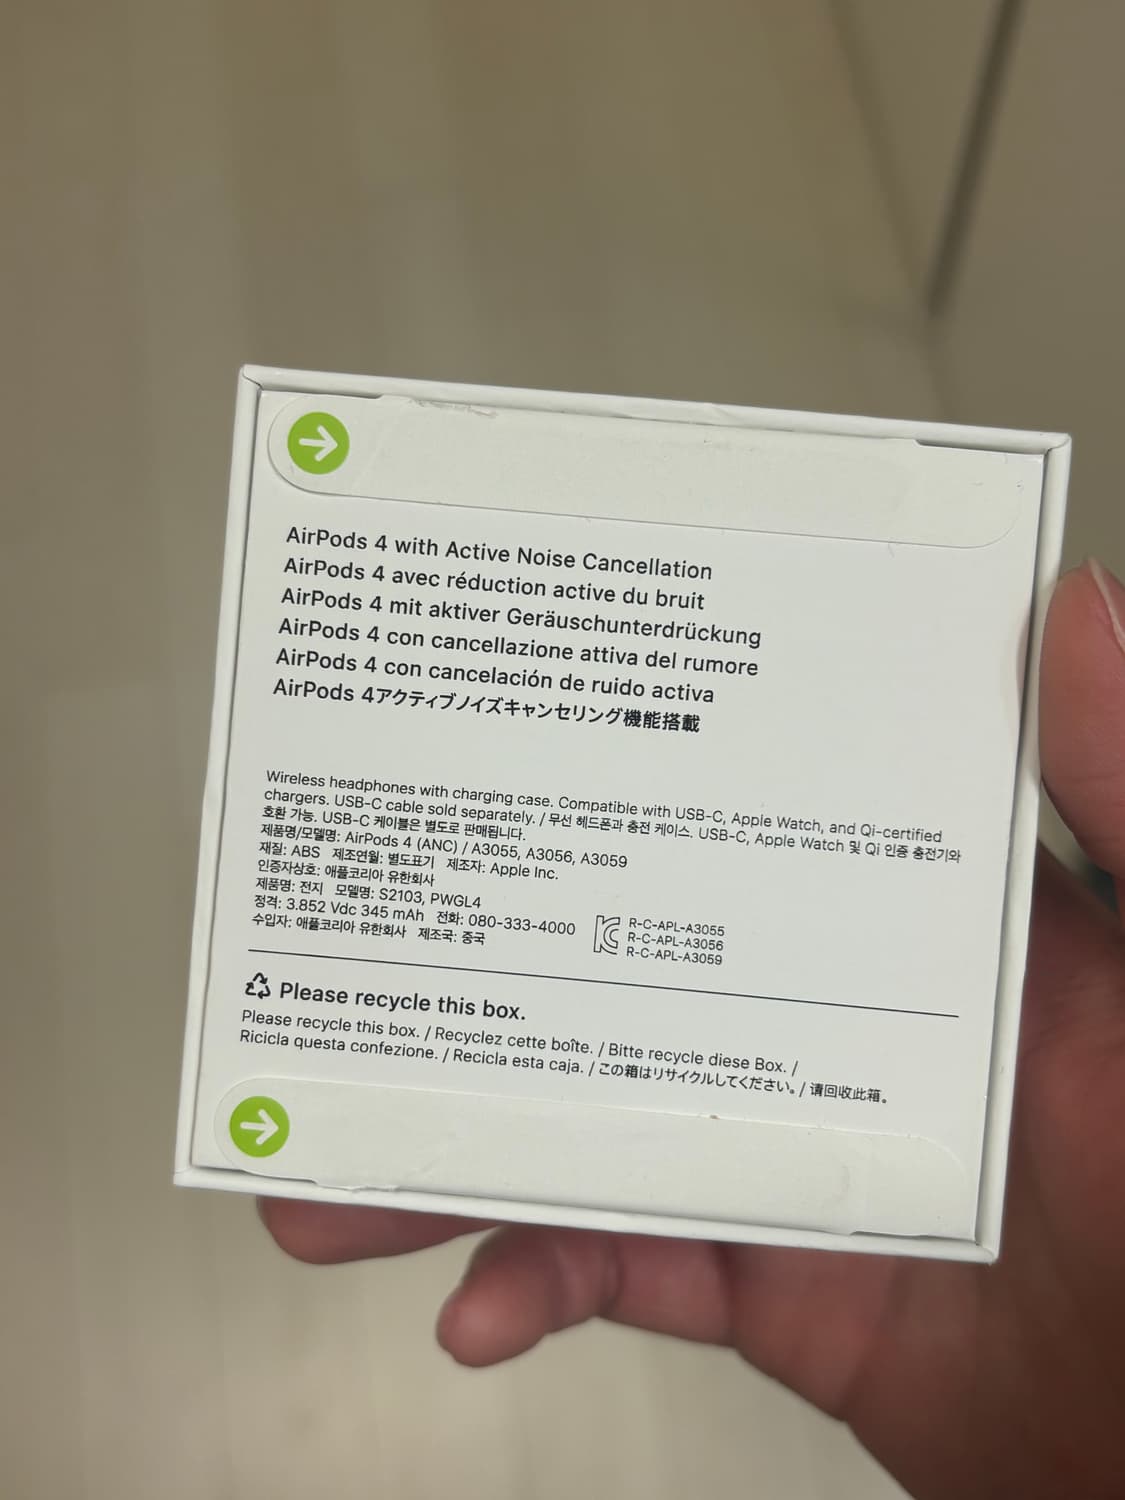 AirPods 4 with Active Noise Cancellation
AirPods 4 avec réduction active du bruit
AirPods 4 mit aktiver Geräuschunterdrückung
AirPods 4 con cancellazione attiva del rumore
AirPods 4 con cancelación de ruido activa
AirPods 4アクティブノイズキャンセリング機能搭載
Wireless headphones with charging case. Compatible with USB-C, Apple Watch, and Qi-certified
chargers. USB-C cable sold separately. / 무선 헤드폰과 충전 케이스. USB-C, Apple Watch 및 Qi 인증 충전기와
호환 가능. USB-C 케이블은 별도로 판매됩니다.
제품명/모델명: AirPods 4 (ANC) / A3055, A3056, A3059
재질: ABS 제조연월: 별도표기 제조자: Apple Inc.
인증자상호: 애플코리아 유한회사
제품명: 전지 모델명: S2103, PWGL4
정격: 3.852 Vdc 345 mAh 전화: 080-333-4000
수입자: 애플코리아 유한회사 제조국: 중국
R-C-APL-A3055
R-C-APL-A3056
R-C-APL-A3059
Please recycle this box.
Please recycle this box. / Recyclez cette boîte. / Bitte recycle diese Box. /
Ricicla questa confezione. / Recicla esta caja. / この箱はリサイクルしてください。/ 请回收此箱。